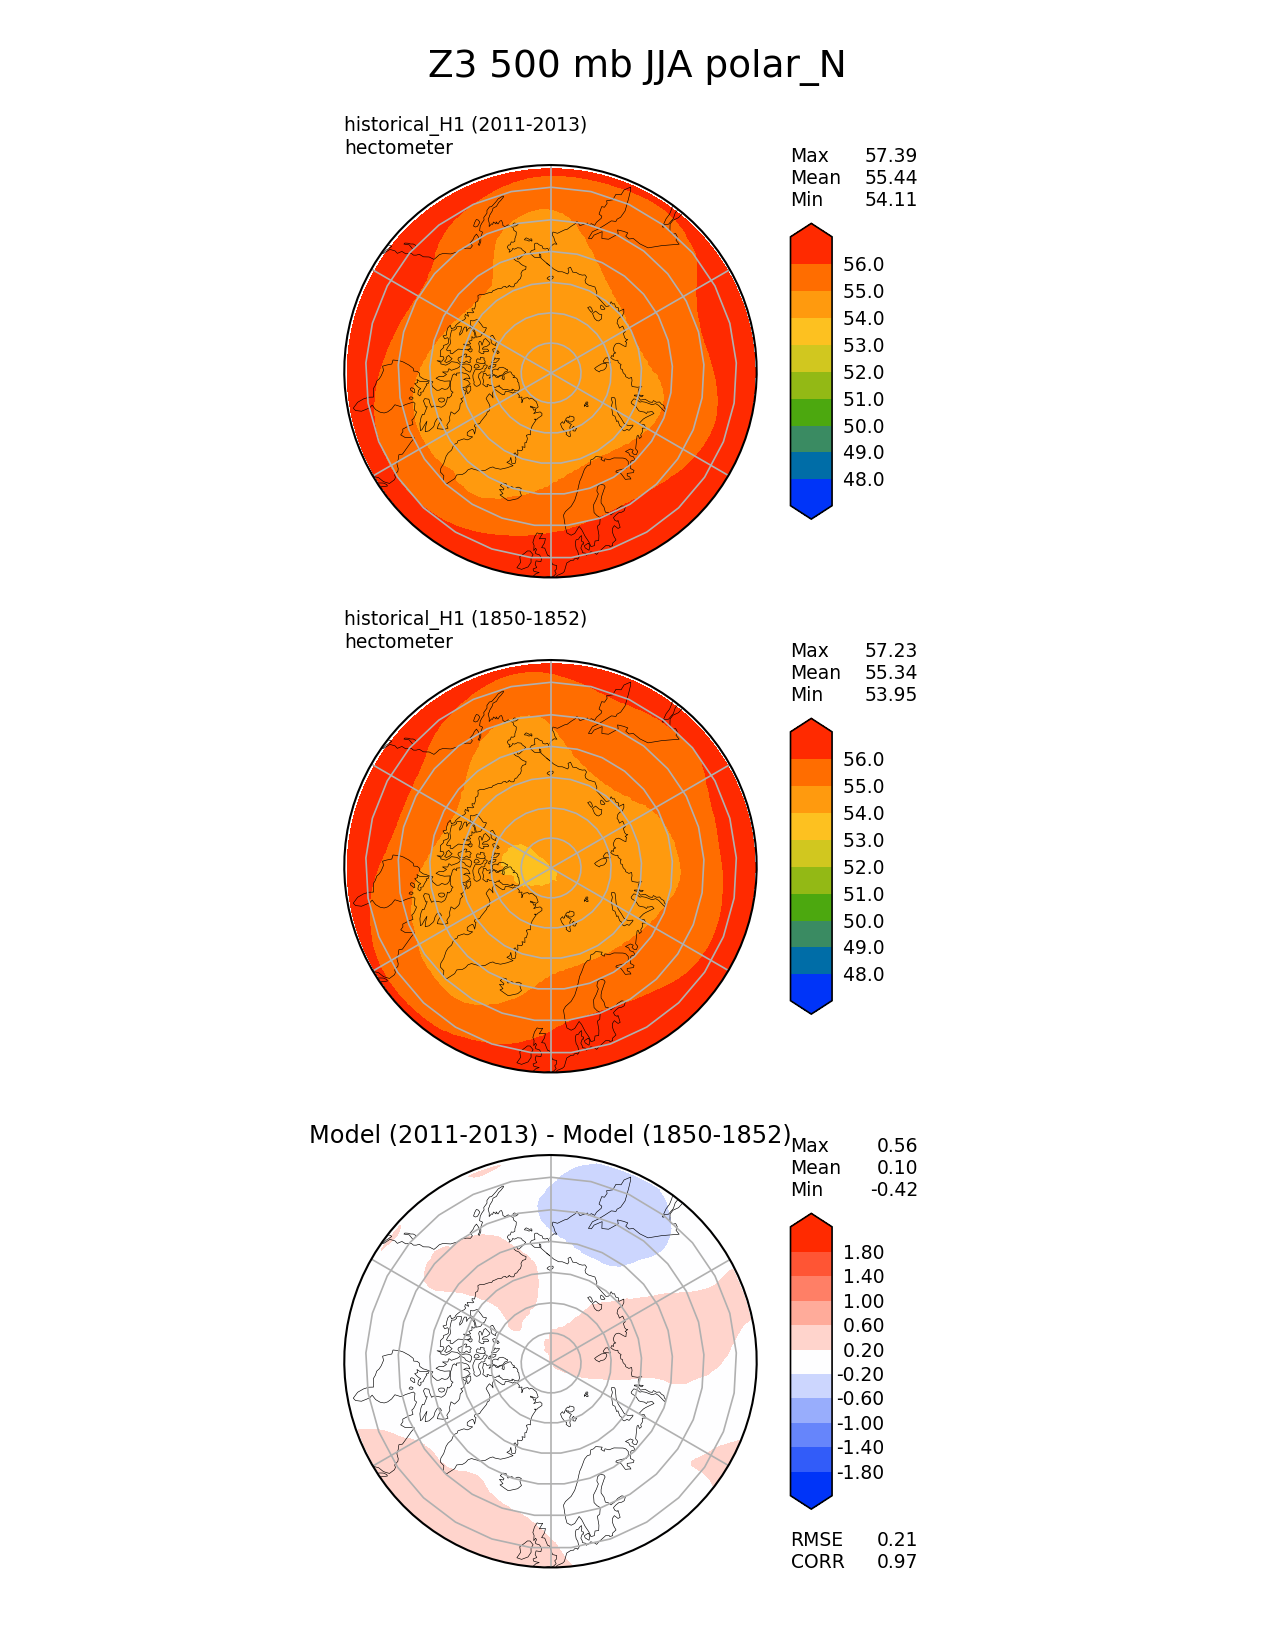 Z3 500 mb JJA polar_N
historical_H1 (2011-2013)
hectometer
Max 57.39
Mean 55.44
Min 54.11
56.0
55.0
54.0
53.0
52.0
51.0
50.0
49.0
48.0
historical_H1 (1850-1852)
hectometer
Max 57.23
Mean 55.34
Min 53.95
56.0
55.0
54.0
53.0
52.0
51.0
50.0
49.0
48.0
Model (2011-2013) - Model (1850-1852)
Max 0.56
Mean 0.10
Min -0.42
1.80
1.40
1.00
0.60
0.20
-0.20
-0.60
-1.00
-1.40
-1.80
RMSE 0.21
CORR 0.97